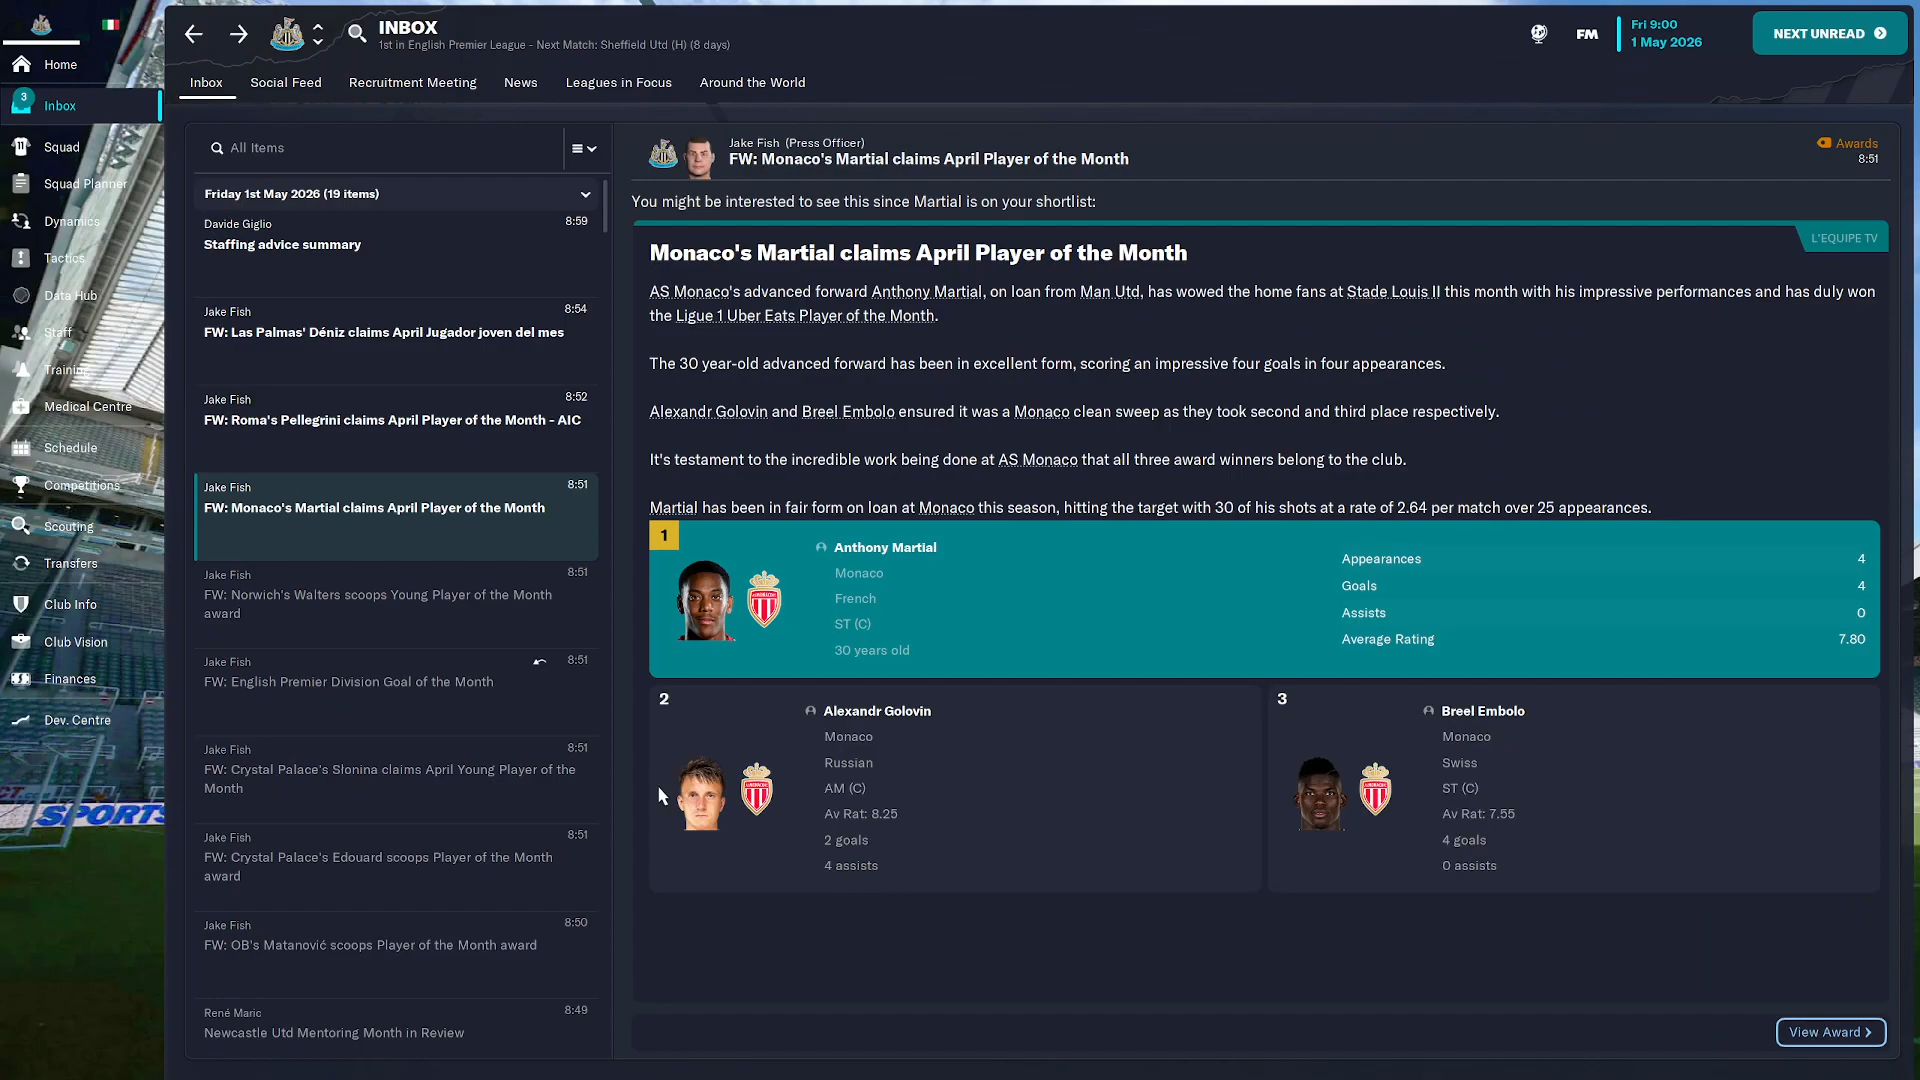 INBOX
1st in English Premier League - Next Match: Sheffield Utd (H) (8 days)
FM
Fri 9:00
1 May 2026
NEXT UNREAD
Home
3
Inbox
Squad
Squad Planner
Dynamics
Tactics
Data Hub
Staff
Training
Medical Centre
Schedule
Competitions
Scouting
Transfers
Club Info
Club Vision
Finances
Dev. Centre
SPORTS
Inbox
Social Feed
Recruitment Meeting
News
Leagues in Focus
Around the World
All Items
Friday 1st May 2026 (19 items)
Davide Giglio
8:59
Staffing advice summary
Jake Fish
8:54
FW: Las Palmas' Déniz claims April Jugador joven del mes
Jake Fish
8:52
FW: Roma's Pellegrini claims April Player of the Month - AIC
Jake Fish
8:51
FW: Monaco's Martial claims April Player of the Month
Jake Fish
8:51
FW: Norwich's Walters scoops Young Player of the Month
award
Jake Fish
8:51
FW: English Premier Division Goal of the Month
Jake Fish
8:51
FW: Crystal Palace's Slonina claims April Young Player of the
Month
Jake Fish
8:51
FW: Crystal Palace's Edouard scoops Player of the Month
award
Jake Fish
8:50
FW: OB's Matanović scoops Player of the Month award
René Maric
8:49
Newcastle Utd Mentoring Month in Review
Jake Fish (Press Officer)
FW: Monaco's Martial claims April Player of the Month
Awards
8:51
You might be interested to see this since Martial is on your shortlist:
L'EQUIPE TV
Monaco's Martial claims April Player of the Month
AS Monaco's advanced forward Anthony Martial, on loan from Man Utd, has wowed the home fans at Stade Louis II this month with his impressive performances and has duly won
the Ligue 1 Uber Eats Player of the Month.
The 30 year-old advanced forward has been in excellent form, scoring an impressive four goals in four appearances.
Alexandr Golovin and Breel Embolo ensured it was a Monaco clean sweep as they took second and third place respectively.
It's testament to the incredible work being done at AS Monaco that all three award winners belong to the club.
Martial has been in fair form on loan at Monaco this season, hitting the target with 30 of his shots at a rate of 2.64 per match over 25 appearances.
1
Anthony Martial
Monaco
French
ST (C)
30 years old
Appearances 4
Goals 4
Assists 0
Average Rating 7.80
2
Alexandr Golovin
Monaco
Russian
AM (C)
Av Rat: 8.25
2 goals
4 assists
3
Breel Embolo
Monaco
Swiss
ST (C)
Av Rat: 7.55
4 goals
0 assists
View Award